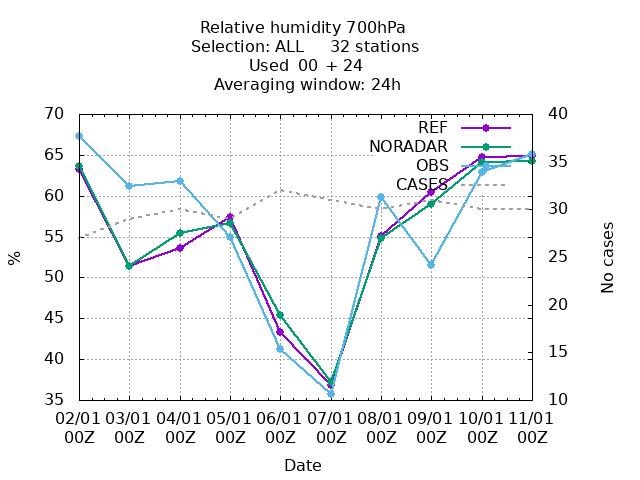 Relative humidity 700hPa
Selection: ALL 32 stations
Used 00 + 24
Averaging window: 24h
70
65
60
55
50
45
40
35
%
40
35
30
25
20
15
10
No cases
REF
NORADAR
OBS
CASES
02/01 03/01 04/01 05/01 06/01 07/01 08/01 09/01 10/01 11/01
00Z 00Z 00Z 00Z 00Z 00Z 00Z 00Z 00Z 00Z
Date